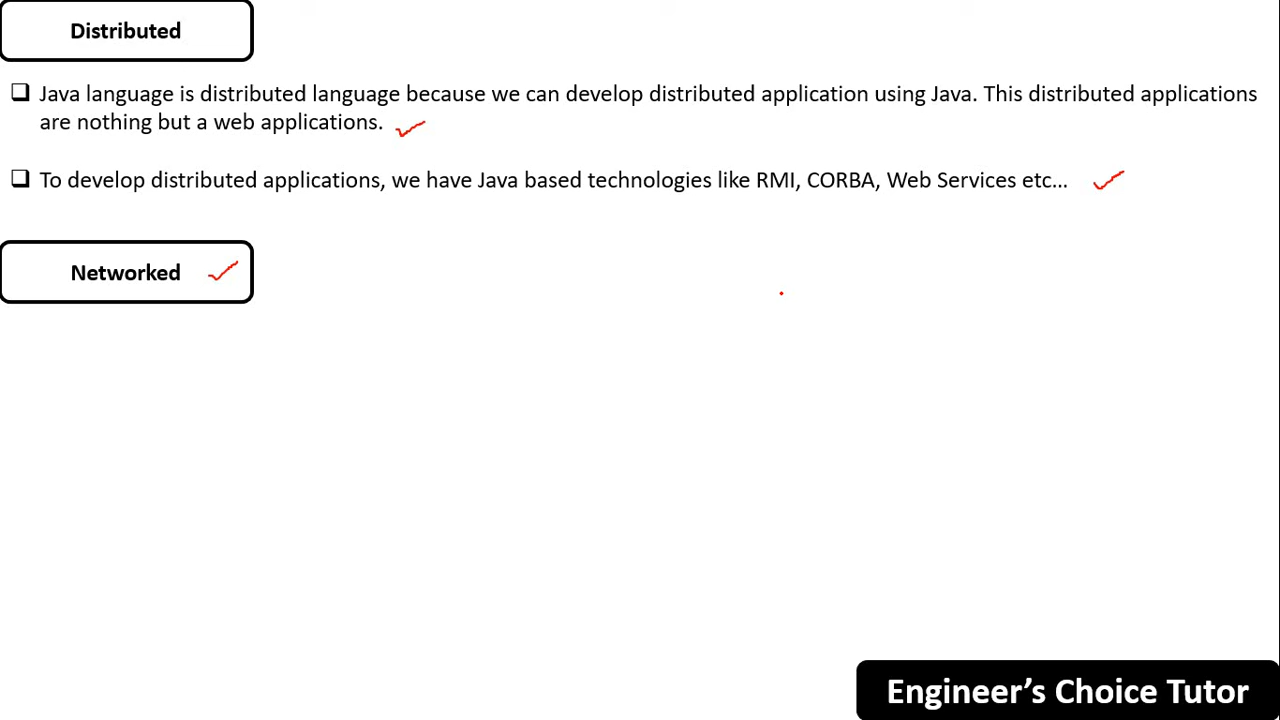 Distributed
Java language is distributed language because we can develop distributed application using Java. This distributed applications
are nothing but a web applications.
To develop distributed applications, we have Java based technologies like RMI, CORBA, Web Services etc...
Networked
Engineer’s Choice Tutor